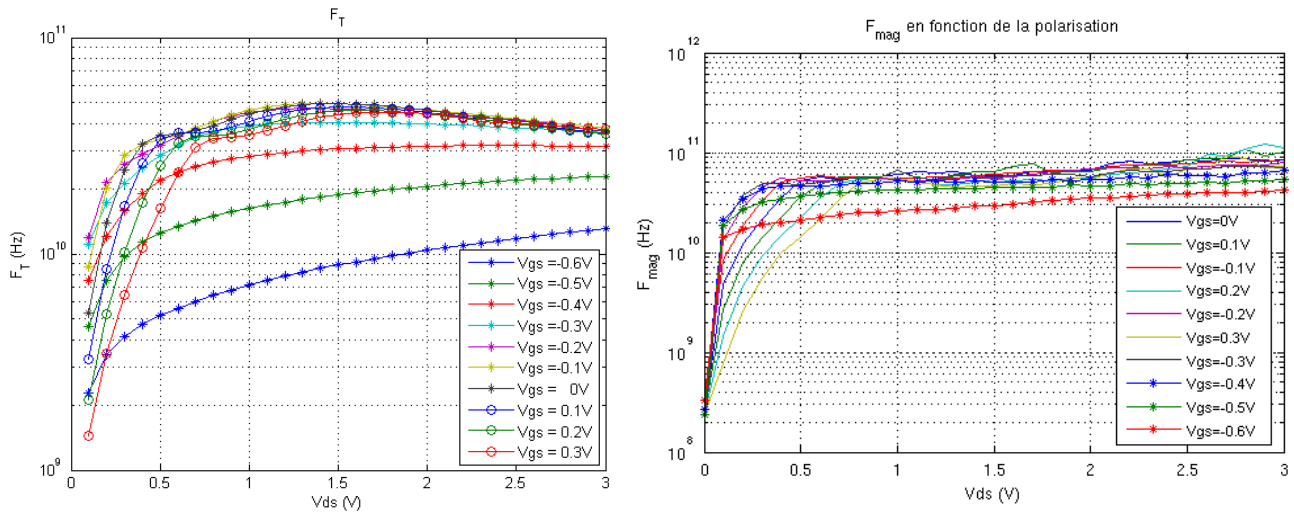 F_T
10^11
10^10
10^9
F_T (Hz)
0 0.5 1 1.5 2 2.5 3
Vds (V)
Vgs =-0.6V
Vgs =-0.5V
Vgs =-0.4V
Vgs =-0.3V
Vgs =-0.2V
Vgs =-0.1V
Vgs = 0V
Vgs = 0.1V
Vgs = 0.2V
Vgs = 0.3V
F_mag en fonction de la polarisation
10^12
10^11
10^10
10^9
10^8
F_mag (Hz)
0 0.5 1 1.5 2 2.5 3
Vds (V)
Vgs=0V
Vgs=0.1V
Vgs=-0.1V
Vgs=0.2V
Vgs=-0.2V
Vgs=0.3V
Vgs=-0.3V
Vgs=-0.4V
Vgs=-0.5V
Vgs=-0.6V